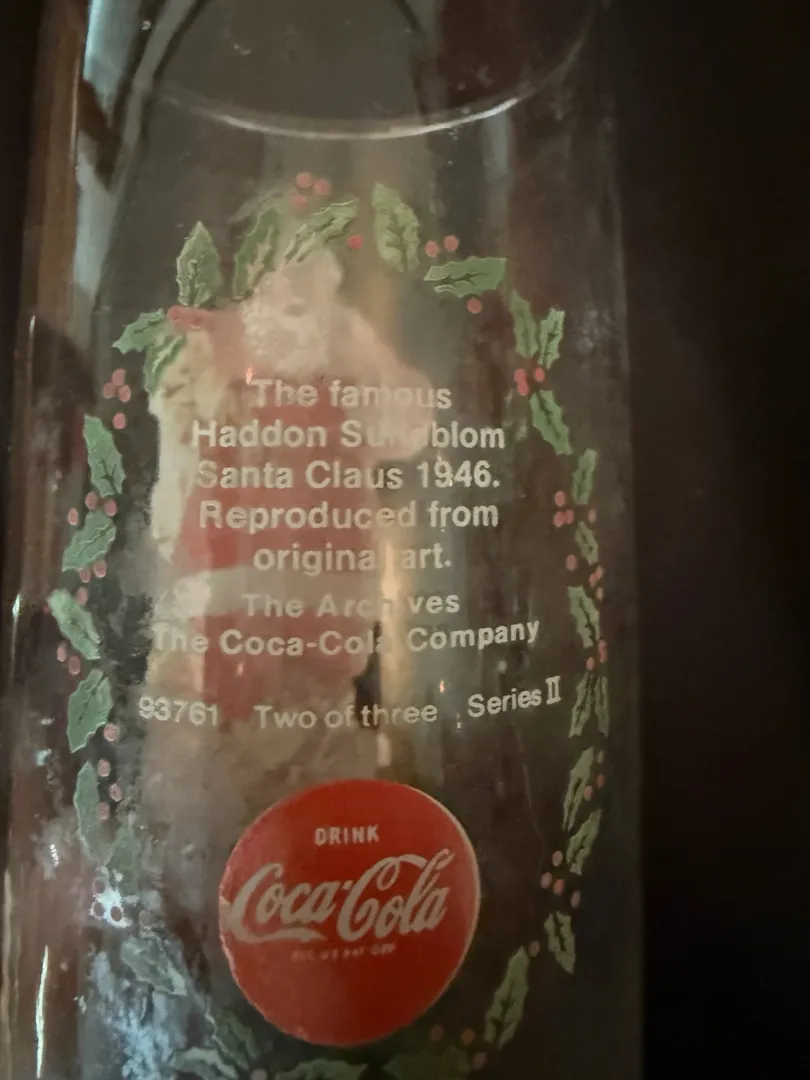 The famous
Haddon Sundblom
Santa Claus 1946.
Reproduced from
original art.
The Archives
The Coca-Cola Company
93761 Two of three Series II
DRINK
Coca-Cola